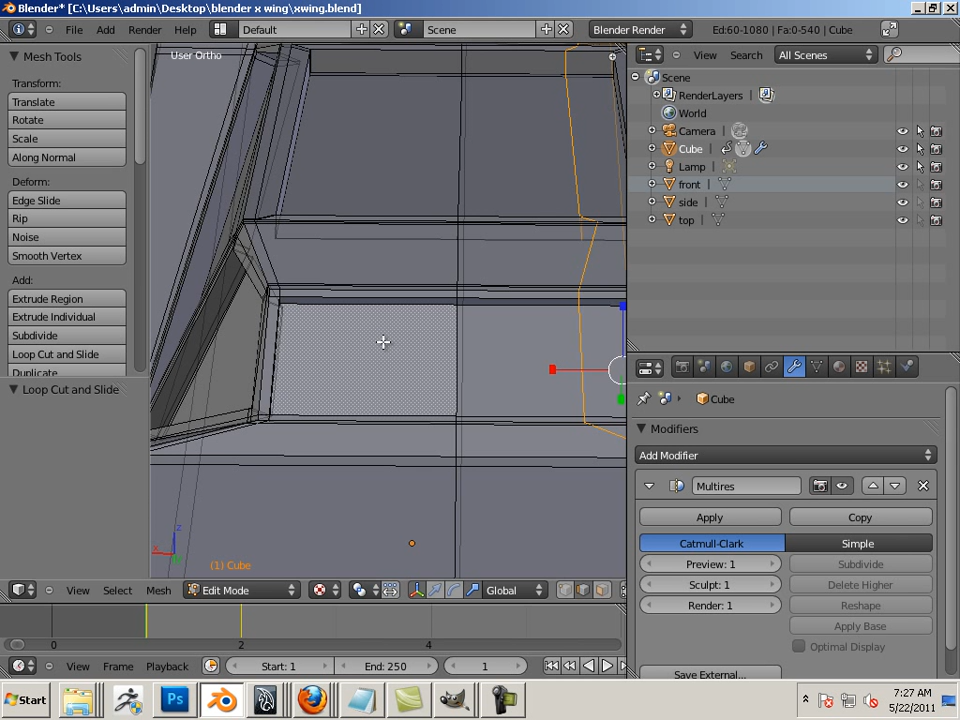 Blender* [C:\Users\admin\Desktop\blender x wing\xwing.blend]
File Add Render Help Default Scene Blender Render Ed:60-1080 | Fa:0-540 | Cube
Mesh Tools
Transform:
Translate
Rotate
Scale
Along Normal
Deform:
Edge Slide
Rip
Noise
Smooth Vertex
Add:
Extrude Region
Extrude Individual
Subdivide
Loop Cut and Slide
Duplicate
Loop Cut and Slide
User Ortho
z
x
(1) Cube
View Select Mesh Edit Mode Global
0 2 4
View Frame Playback Start: 1 End: 250 1
View Search All Scenes
Scene
RenderLayers
World
Camera
Cube
Lamp
front
side
top
Cube
Modifiers
Add Modifier
Multires
Apply Copy
Catmull-Clark Simple
Preview: 1 Subdivide
Sculpt: 1 Delete Higher
Render: 1 Reshape
Apply Base
Optimal Display
Save External...
Start Ps 7:27 AM
5/22/2011